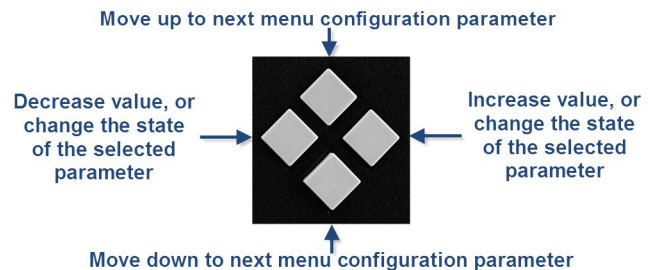 Move up to next menu configuration parameter
Decrease value, or
change the state
of the selected
parameter
Increase value, or
change the state
of the selected
parameter
Move down to next menu configuration parameter